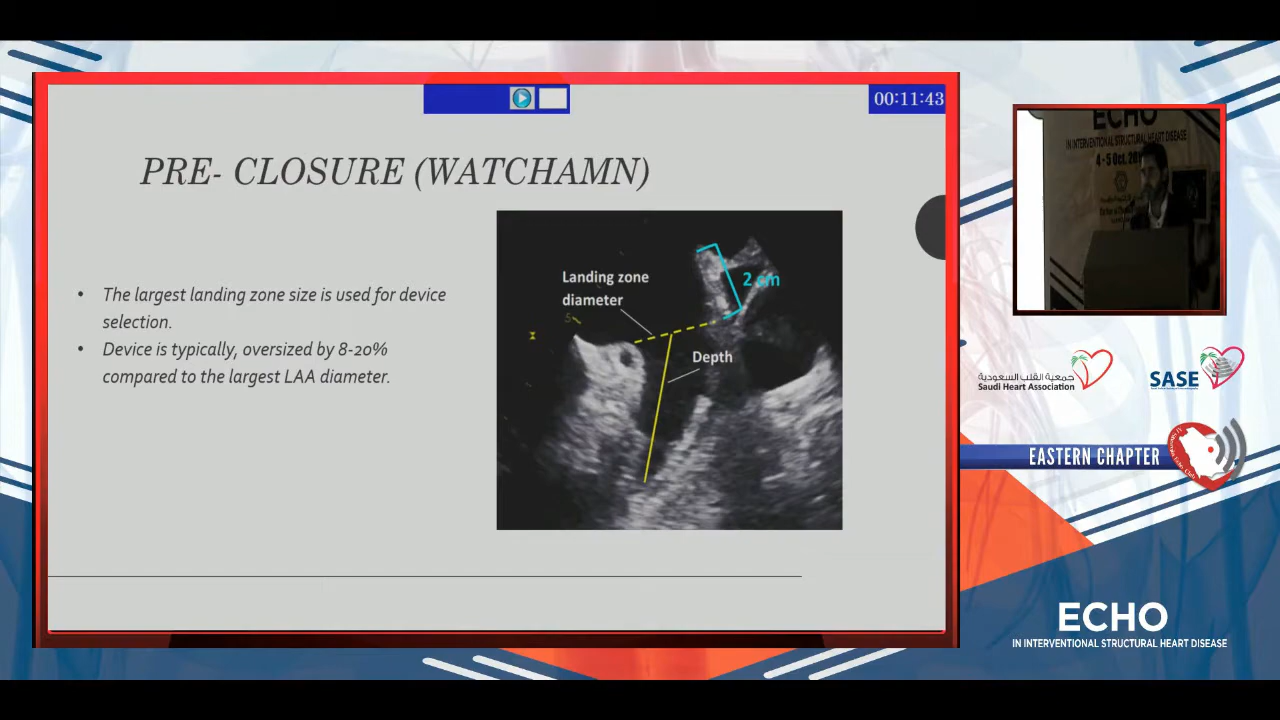 00:11:43
PRE- CLOSURE (WATCHAMN)
• The largest landing zone size is used for device
selection.
• Device is typically, oversized by 8-20%
compared to the largest LAA diameter.
Landing zone
diameter
2 cm
Depth
5
ECHO
IN INTERVENTIONAL STRUCTURAL HEART DISEASE
4 - 5 Oct, 20
جمعية القلب السعودية
Saudi Heart Association
SASE
EASTERN CHAPTER
ECHO
IN INTERVENTIONAL STRUCTURAL HEART DISEASE